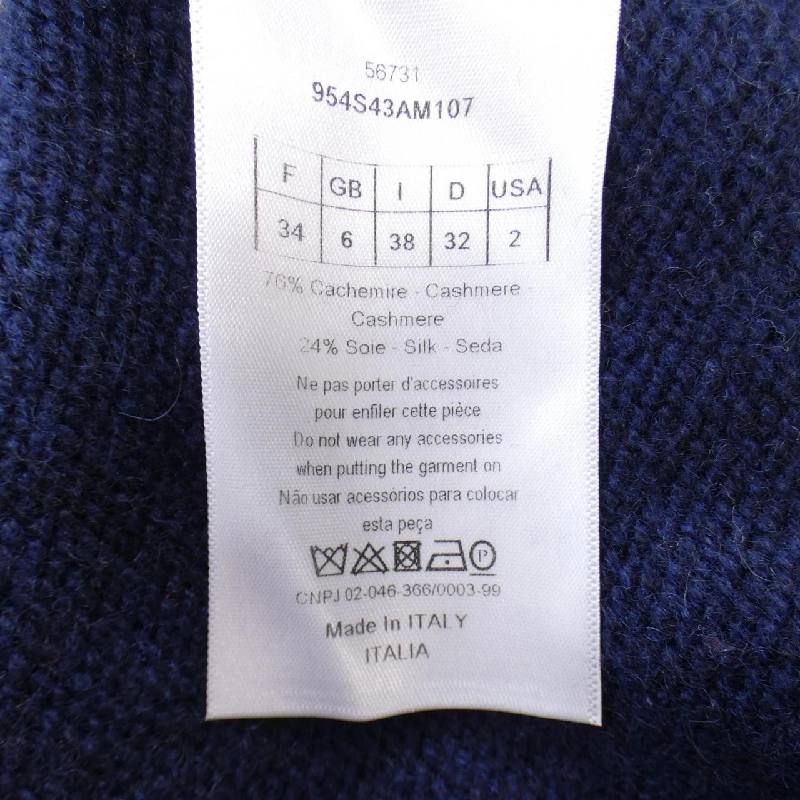 56731
954S43AM107
F GB I D USA
34 6 38 32 2
76% Cachemire - Cashmere
Cashmere
24% Soie - Silk - Seda
Ne pas porter d'accessoires
pour enfiler cette pièce
Do not wear any accessories
when putting the garment on
Não usar acessórios para colocar
esta peça
P
CNPJ 02-046-366/0003-99
Made In ITALY
ITALIA